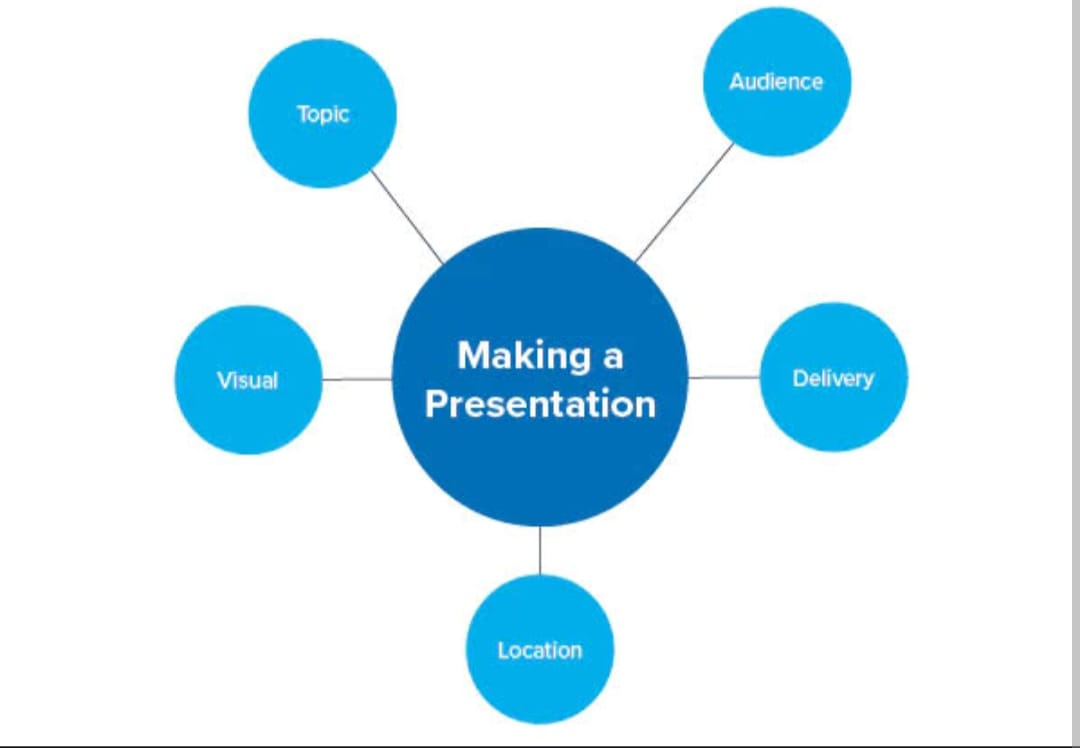 Topic
Audience
Making a
Presentation
Visual
Delivery
Location